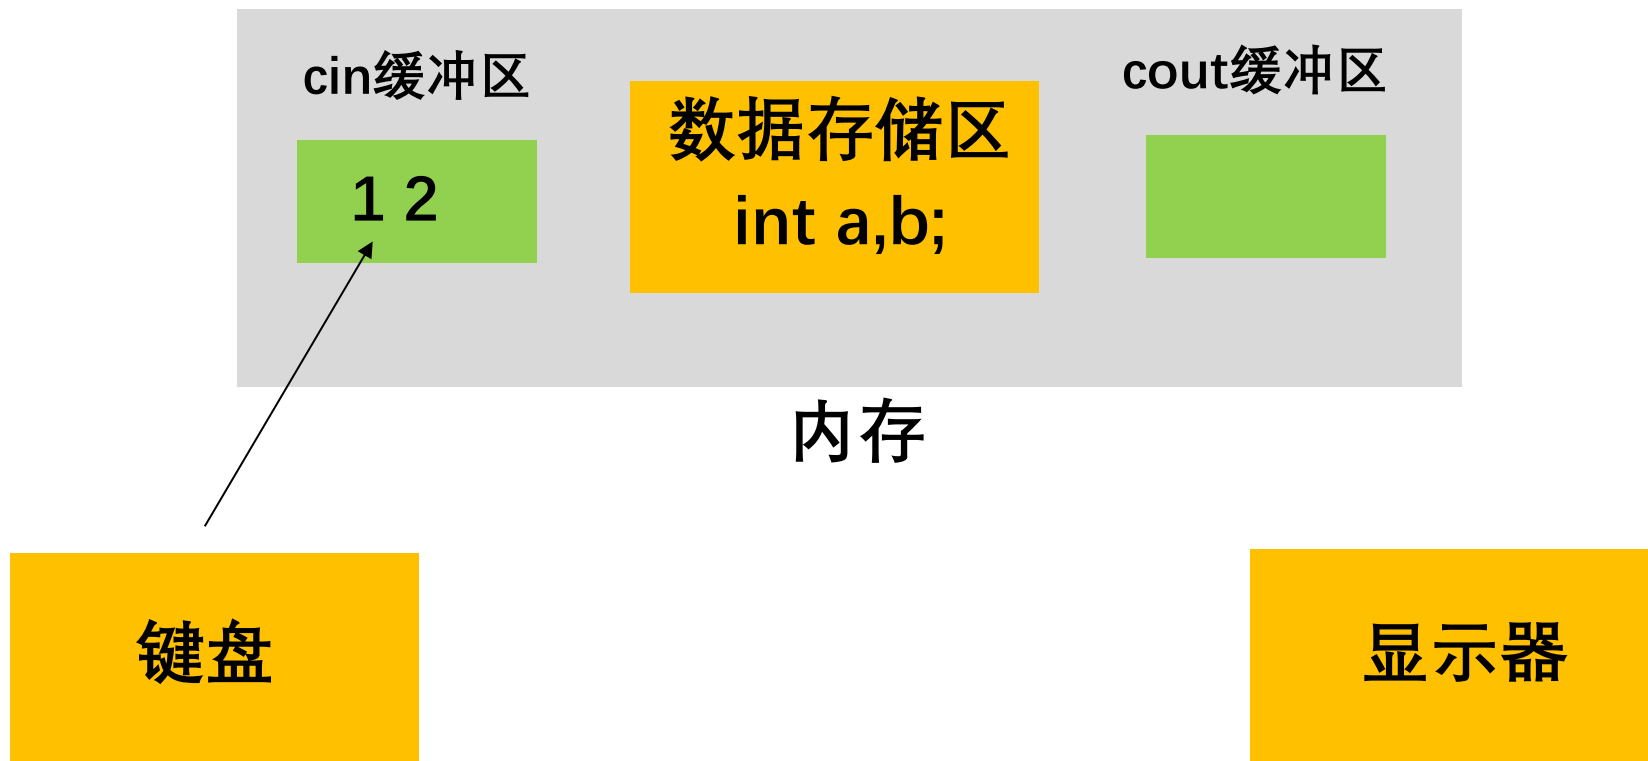 cin缓冲区
1 2
数据存储区
int a,b;
cout缓冲区
内存
键盘
显示器